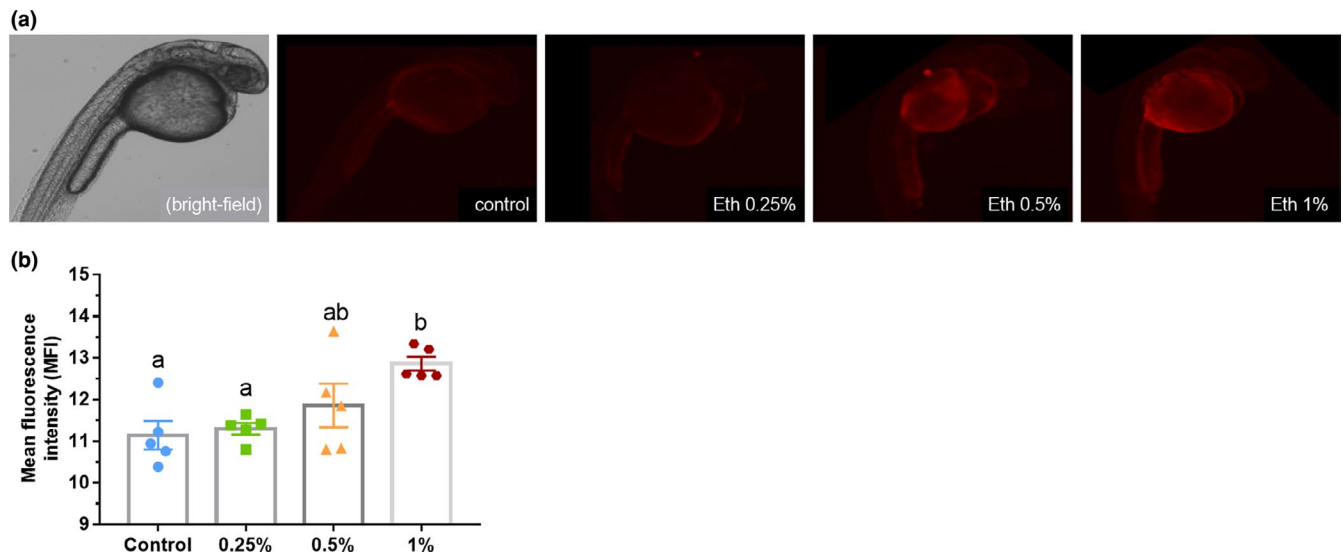 (a)
(bright-field)
control
Eth 0.25%
Eth 0.5%
Eth 1%
(b)
Mean fluorescence
intensity (MFI)
15
14
13
12
11
10
9
a
a
ab
b
Control
0.25%
0.5%
1%